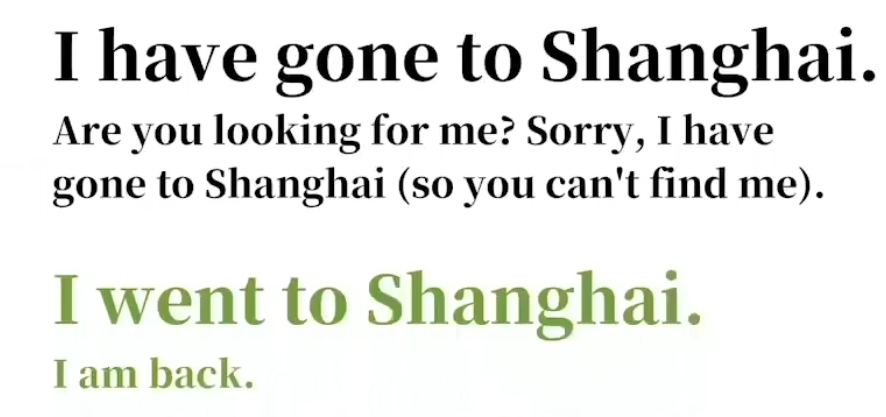 I have gone to Shanghai.
Are you looking for me? Sorry, I have
gone to Shanghai (so you can't find me).
I went to Shanghai.
I am back.